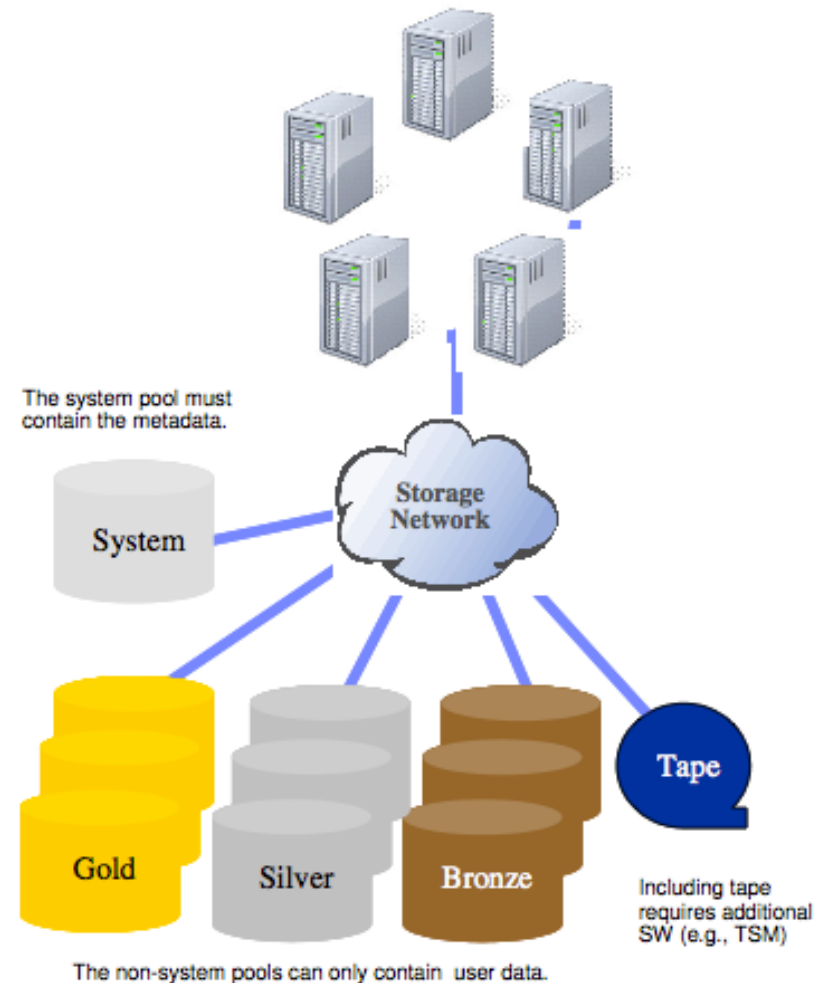 The system pool must
contain the metadata.
Storage
Network
System
Gold
Silver
Bronze
Tape
Including tape
requires additional
SW (e.g., TSM)
The non-system pools can only contain user data.